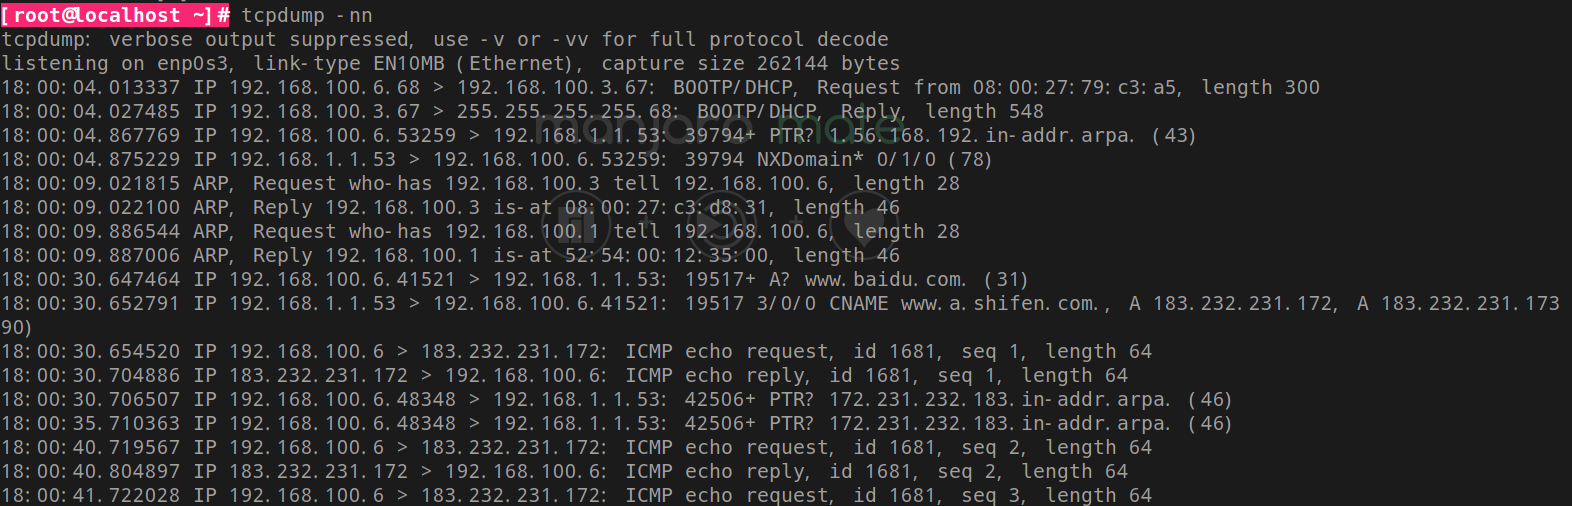 [root@localhost ~]# tcpdump -nn
tcpdump: verbose output suppressed, use -v or -vv for full protocol decode
listening on enp0s3, link-type EN10MB (Ethernet), capture size 262144 bytes
18:00:04.013337 IP 192.168.100.6.68 > 192.168.100.3.67: BOOTP/DHCP, Request from 08:00:27:79:c3:a5, length 300
18:00:04.027485 IP 192.168.100.3.67 > 255.255.255.255.68: BOOTP/DHCP, Reply, length 548
18:00:04.867769 IP 192.168.100.6.53259 > 192.168.1.1.53: 39794+ PTR? 1.56.168.192.in-addr.arpa. (43)
18:00:04.875229 IP 192.168.1.1.53 > 192.168.100.6.53259: 39794 NXDomain* 0/1/0 (78)
18:00:09.021815 ARP, Request who-has 192.168.100.3 tell 192.168.100.6, length 28
18:00:09.022100 ARP, Reply 192.168.100.3 is-at 08:00:27:c3:d8:31, length 46
18:00:09.886544 ARP, Request who-has 192.168.100.1 tell 192.168.100.6, length 28
18:00:09.887006 ARP, Reply 192.168.100.1 is-at 52:54:00:12:35:00, length 46
18:00:30.647464 IP 192.168.100.6.41521 > 192.168.1.1.53: 19517+ A? www.baidu.com. (31)
18:00:30.652791 IP 192.168.1.1.53 > 192.168.100.6.41521: 19517 3/0/0 CNAME www.a.shifen.com., A 183.232.231.172, A 183.232.231.173
90)
18:00:30.654520 IP 192.168.100.6 > 183.232.231.172: ICMP echo request, id 1681, seq 1, length 64
18:00:30.704886 IP 183.232.231.172 > 192.168.100.6: ICMP echo reply, id 1681, seq 1, length 64
18:00:30.706507 IP 192.168.100.6.48348 > 192.168.1.1.53: 42506+ PTR? 172.231.232.183.in-addr.arpa. (46)
18:00:35.710363 IP 192.168.100.6.48348 > 192.168.1.1.53: 42506+ PTR? 172.231.232.183.in-addr.arpa. (46)
18:00:40.719567 IP 192.168.100.6 > 183.232.231.172: ICMP echo request, id 1681, seq 2, length 64
18:00:40.804897 IP 183.232.231.172 > 192.168.100.6: ICMP echo reply, id 1681, seq 2, length 64
18:00:41.722028 IP 192.168.100.6 > 183.232.231.172: ICMP echo request, id 1681, seq 3, length 64
manjaro mate